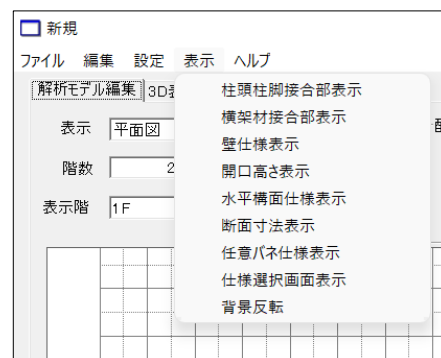 新規
ファイル 編集 設定 表示 ヘルプ
解析モデル編集 3D
表示 平面図
階数 2
表示階 1F
柱頭柱脚接合部表示
横架材接合部表示
壁仕様表示
開口高さ表示
水平構面仕様表示
断面寸法表示
任意バネ仕様表示
仕様選択画面表示
背景反転